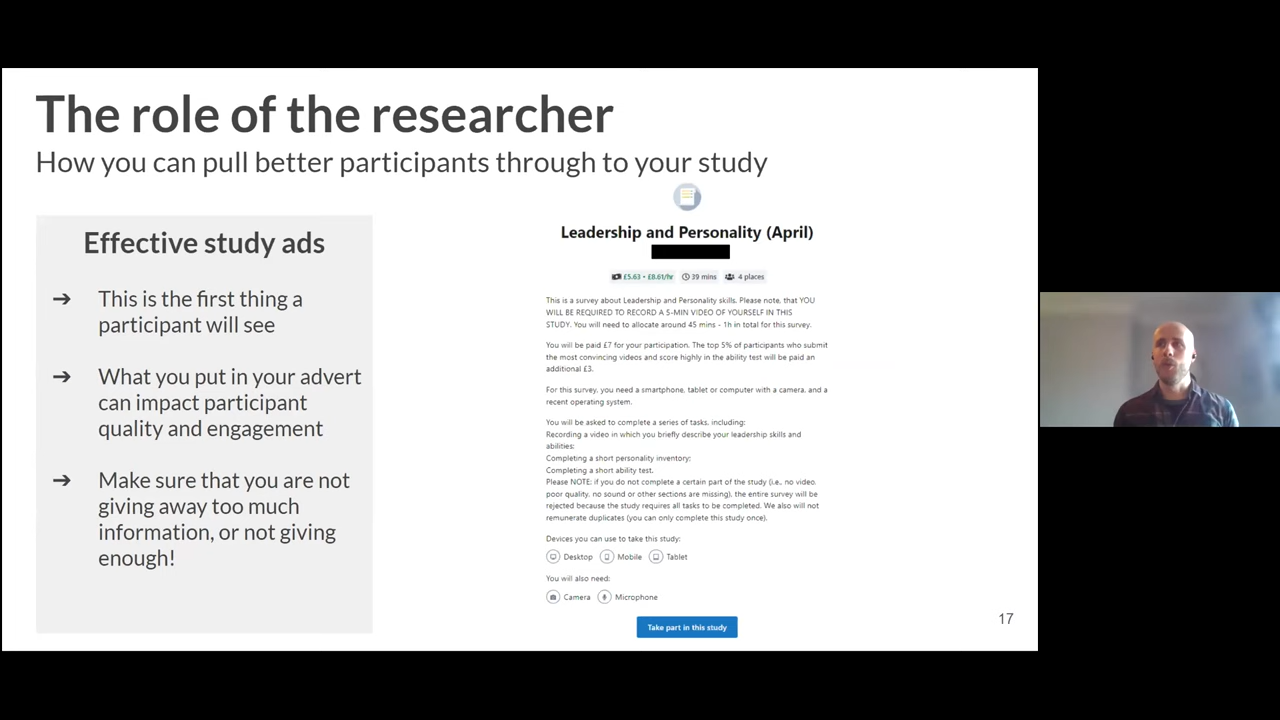 The role of the researcher
How you can pull better participants through to your study
Effective study ads
➔ This is the first thing a
participant will see
➔ What you put in your advert
can impact participant
quality and engagement
➔ Make sure that you are not
giving away too much
information, or not giving
enough!
Leadership and Personality (April)
£5.63 • £8.61/hr 39 mins 4 places
This is a survey about Leadership and Personality skills. Please note, that YOU
WILL BE REQUIRED TO RECORD A 5-MIN VIDEO OF YOURSELF IN THIS
STUDY. You will need to allocate around 45 mins - 1h in total for this survey.
You will be paid £7 for your participation. The top 5% of participants who submit
the most convincing videos and score highly in the ability test will be paid an
additional £3.
For this survey, you need a smartphone, tablet or computer with a camera, and a
recent operating system.
You will be asked to complete a series of tasks, including:
Recording a video in which you briefly describe your leadership skills and
abilities;
Completing a short personality inventory;
Completing a short ability test.
Please NOTE: if you do not complete a certain part of the study (i.e., no video,
poor quality, no sound or other sections are missing), the entire survey will be
rejected because the study requires all tasks to be completed. We also will not
remunerate duplicates (you can only complete this study once).
Devices you can use to take this study:
Desktop Mobile Tablet
You will also need:
Camera Microphone
Take part in this study
17